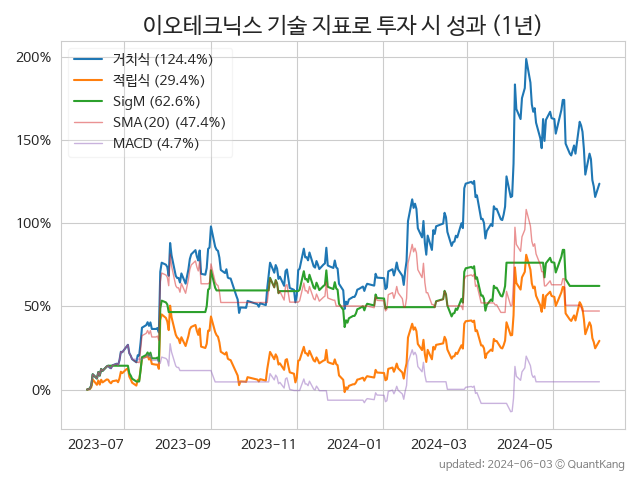 이오테크닉스 기술 지표로 투자 시 성과 (1년)
거치식 (124.4%)
적립식 (29.4%)
SigM (62.6%)
SMA(20) (47.4%)
MACD (4.7%)
200%
150%
100%
50%
0%
2023-07 2023-09 2023-11 2024-01 2024-03 2024-05
updated: 2024-06-03 © QuantKang